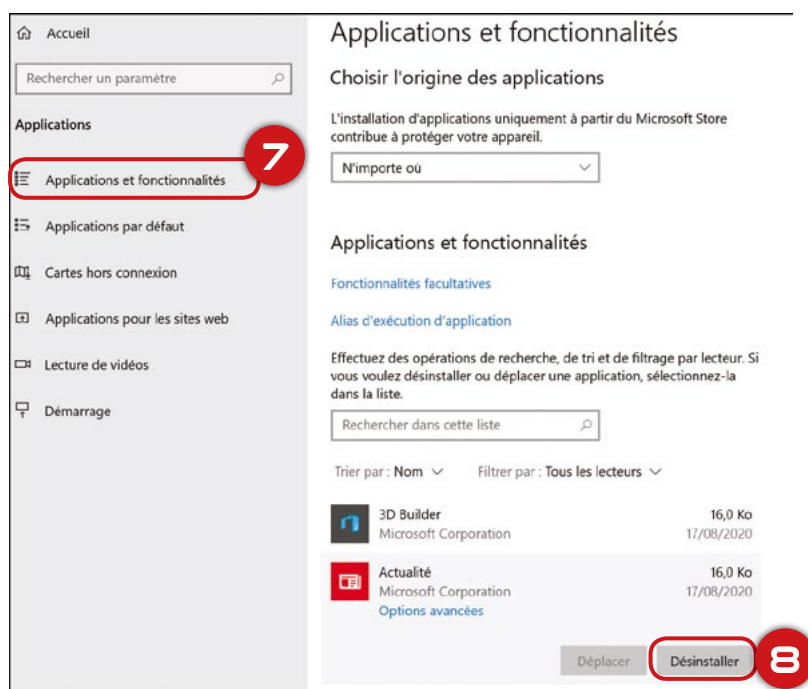 Accueil
Rechercher un paramètre
Applications
7
Applications et fonctionnalités
Applications par défaut
Cartes hors connexion
Applications pour les sites web
Lecture de vidéos
Démarrage
Applications et fonctionnalités
Choisir l'origine des applications
L'installation d'applications uniquement à partir du Microsoft Store
contribue à protéger votre appareil.
N'importe où
Applications et fonctionnalités
Fonctionnalités facultatives
Alias d'exécution d'application
Effectuez des opérations de recherche, de tri et de filtrage par lecteur. Si
vous voulez désinstaller ou déplacer une application, sélectionnez-la
dans la liste.
Rechercher dans cette liste
Trier par : Nom Filtrer par : Tous les lecteurs
3D Builder 16,0 Ko
Microsoft Corporation 17/08/2020
Actualité 16,0 Ko
Microsoft Corporation 17/08/2020
Options avancées
Déplacer Désinstaller 8